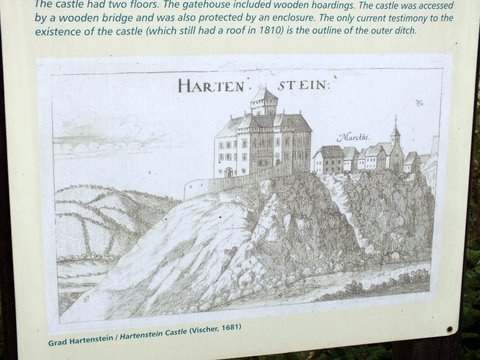 The castle had two floors. The gatehouse included wooden hoardings. The castle was accessed
by a wooden bridge and was also protected by an enclosure. The only current testimony to the
existence of the castle (which still had a roof in 1810) is the outline of the outer ditch.
HARTENSTEIN:
Grad Hartenstein / Hartenstein Castle (Vischer, 1681)